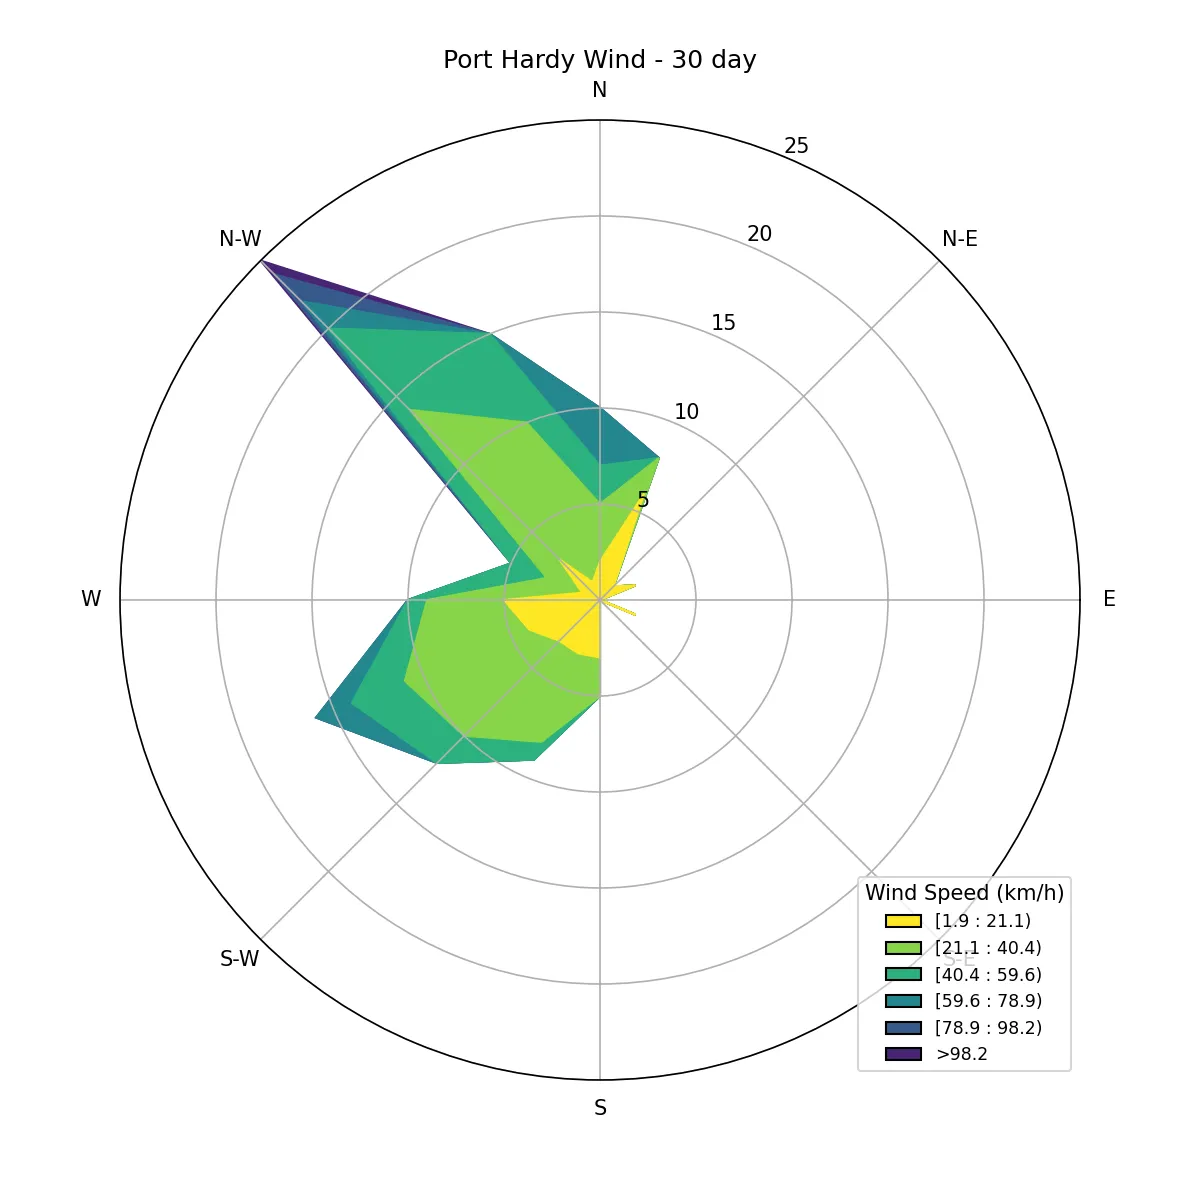 Port Hardy Wind - 30 day
N
25
N-W
20
N-E
15
10
5
W
E
S-W
S-E
S
Wind Speed (km/h)
[1.9 : 21.1)
[21.1 : 40.4)
[40.4 : 59.6)
[59.6 : 78.9)
[78.9 : 98.2)
>98.2